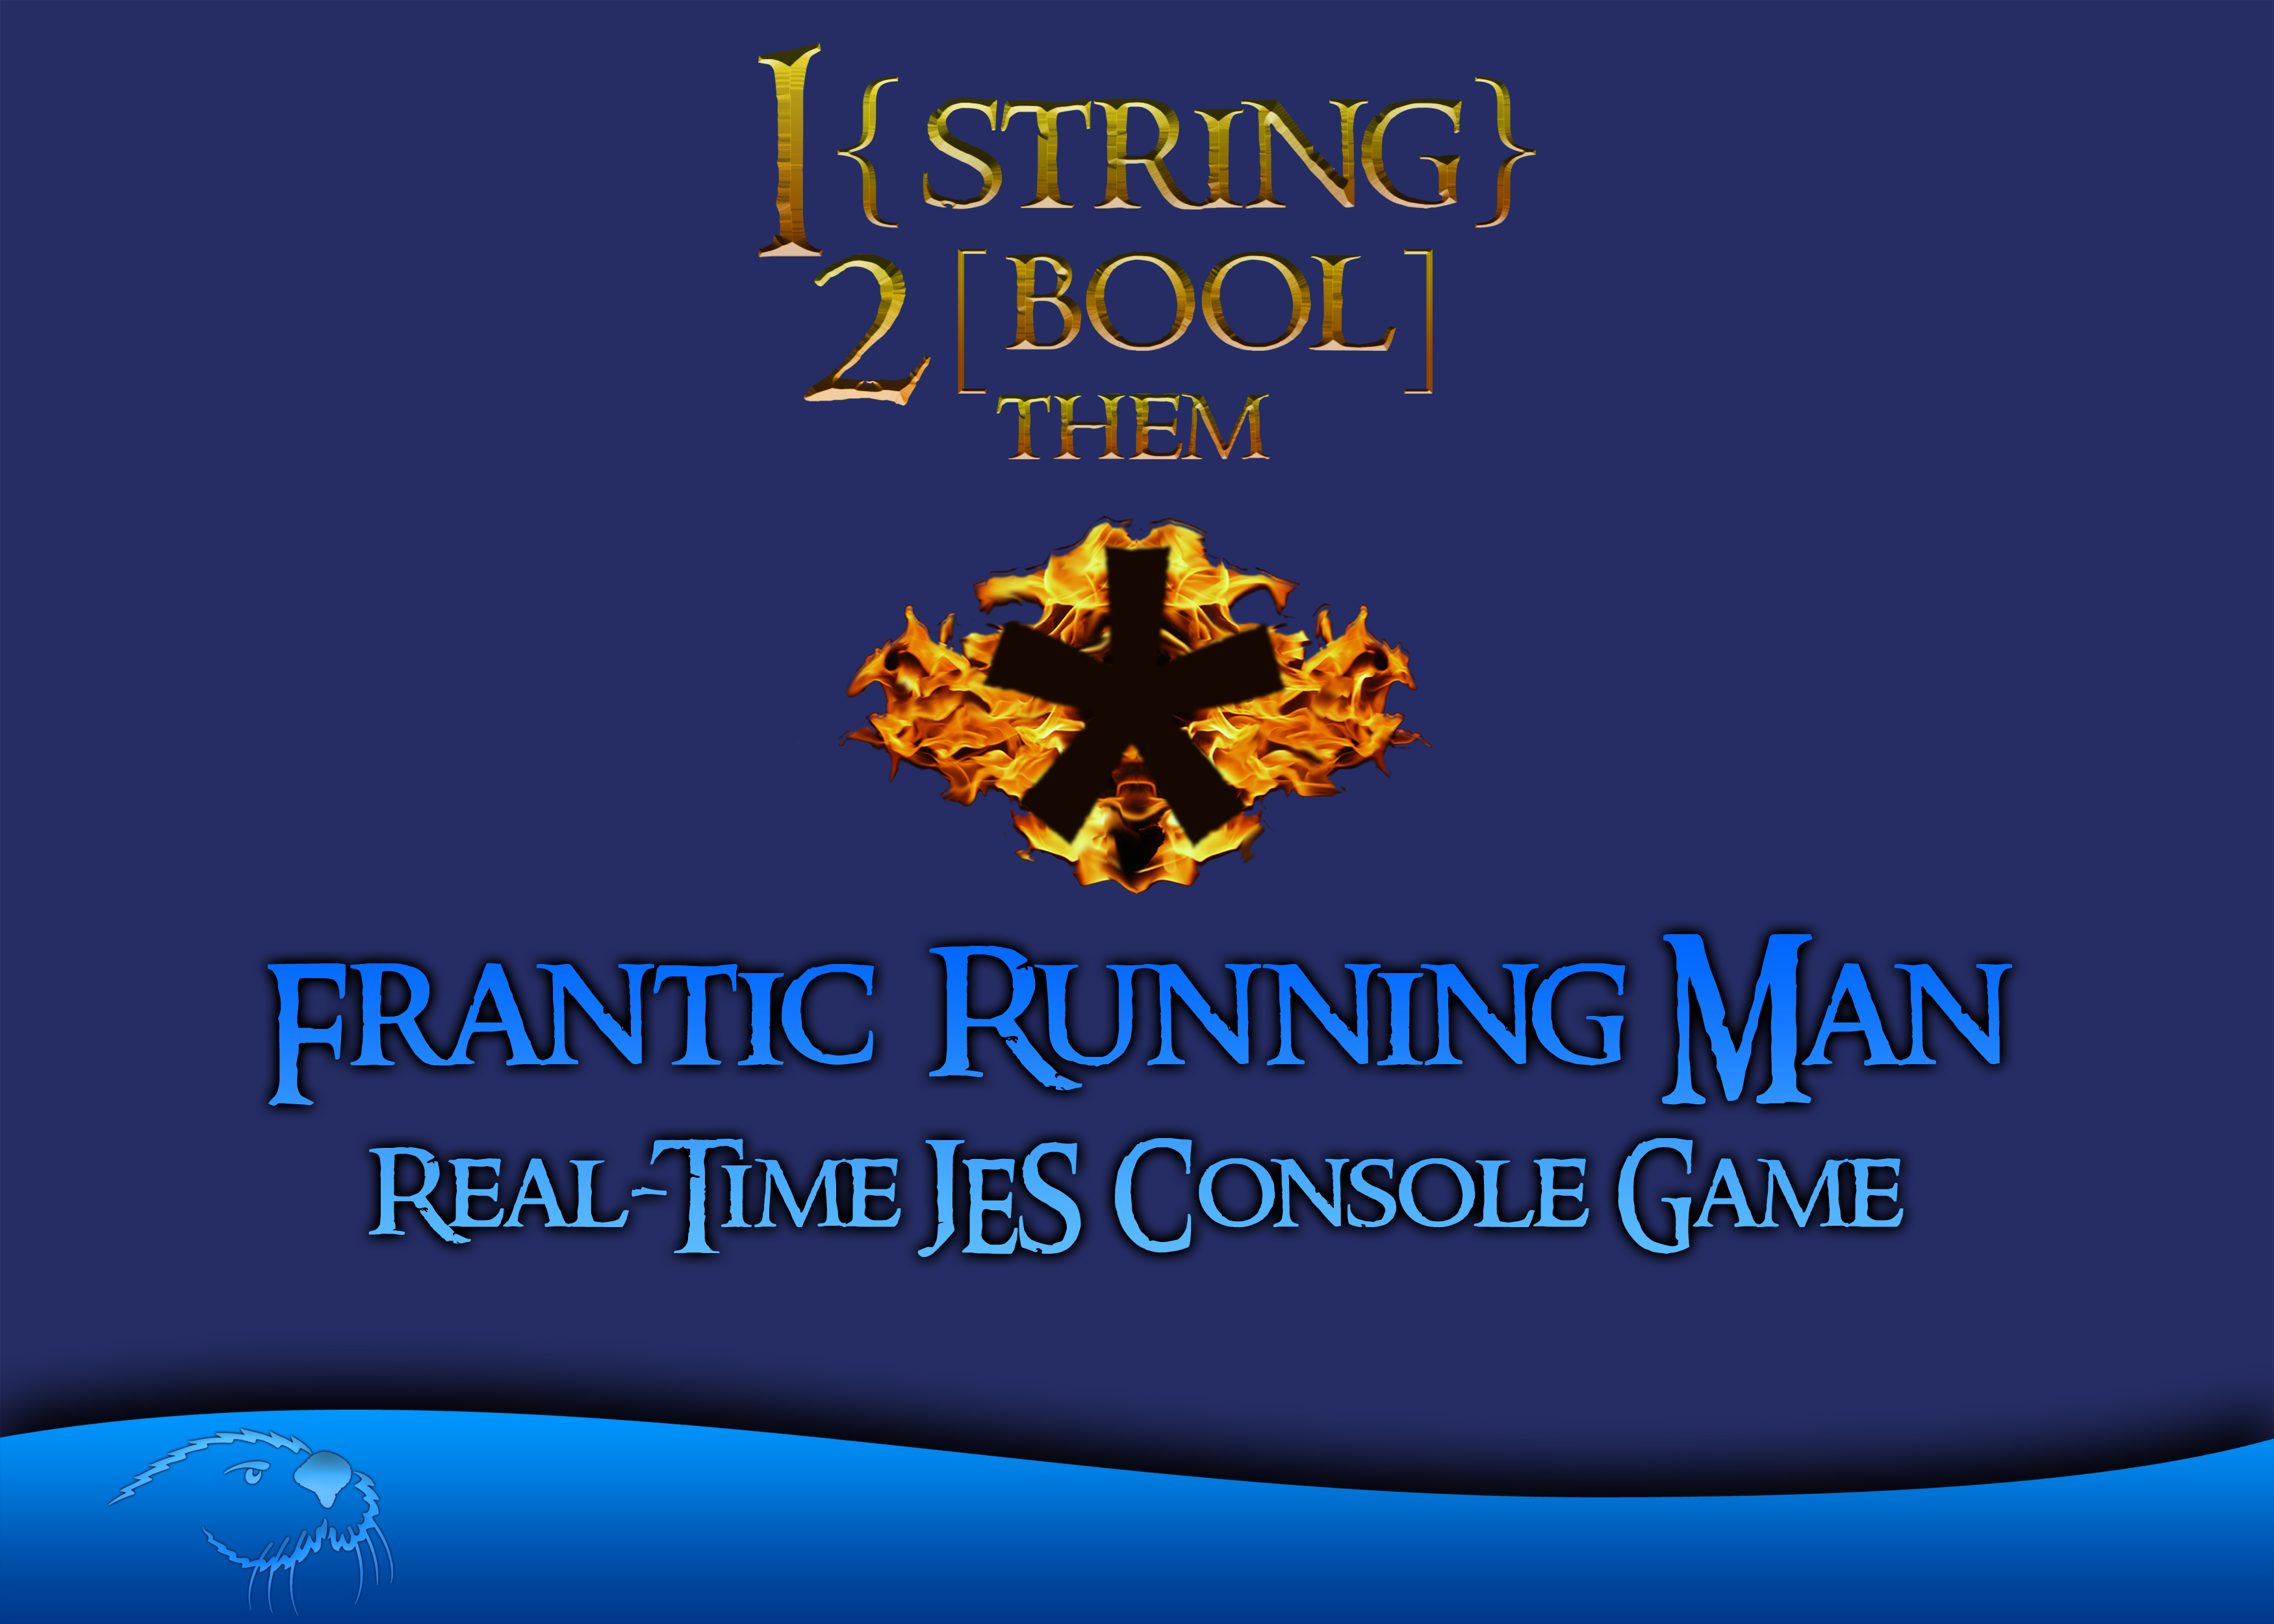 1{STRING}
2[BOOL]
THEM
*
FRANTIC RUNNING MAN
REAL-TIME JES CONSOLE GAME